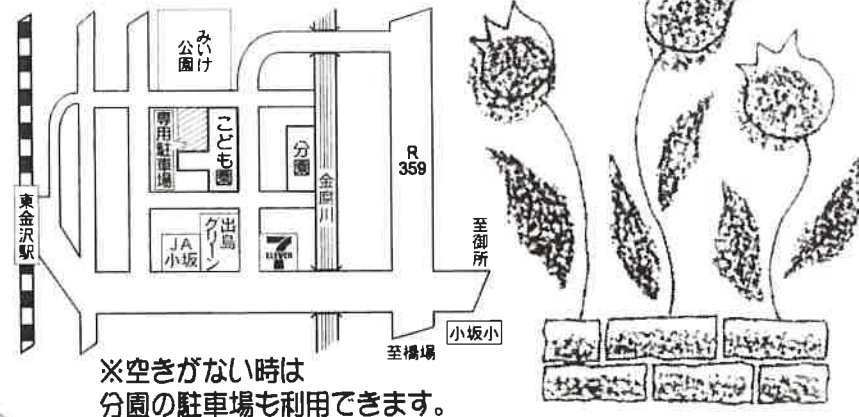 みいけ
公園
専用駐車場
こども園
分園
金腐川
R
359
東金沢駅
JA
小坂
出島
グリーン
7
ELEVEN
至御所
小坂小
至橋場
※空きがない時は
分園の駐車場も利用できます。